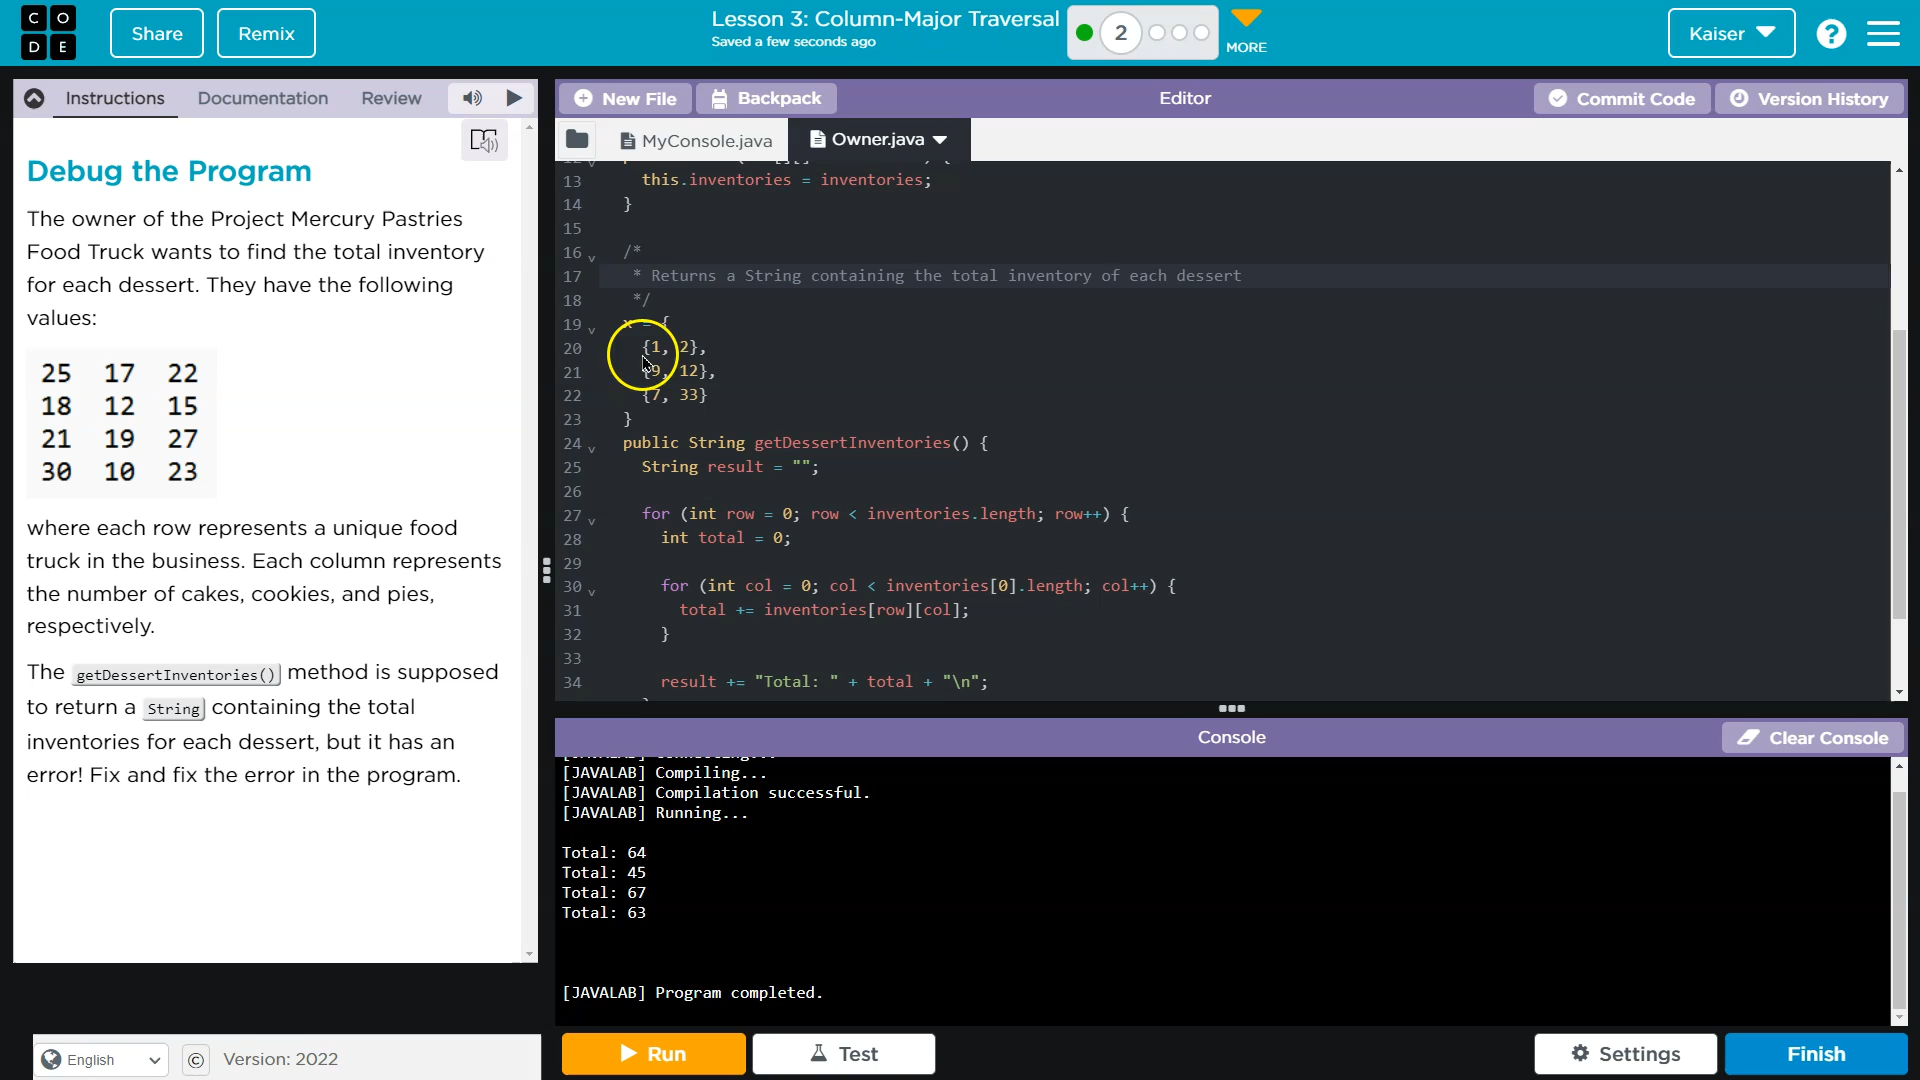 C O
D E
Share
Remix
Lesson 3: Column-Major Traversal
Saved a few seconds ago
2
MORE
Kaiser
?
Instructions
Documentation
Review
New File
Backpack
Editor
Commit Code
Version History
MyConsole.java
Owner.java
Debug the Program
The owner of the Project Mercury Pastries
Food Truck wants to find the total inventory
for each dessert. They have the following
values:
25 17 22
18 12 15
21 19 27
30 10 23
where each row represents a unique food
truck in the business. Each column represents
the number of cakes, cookies, and pies,
respectively.
The getDessertInventories() method is supposed
to return a String containing the total
inventories for each dessert, but it has an
error! Fix and fix the error in the program.
13 this.inventories = inventories;
14 }
15
16 /*
17 * Returns a String containing the total inventory of each dessert
18 */
19 x = {
20 {1, 2},
21 {9, 12},
22 {7, 33}
23 }
24 public String getDessertInventories() {
25 String result = "";
26
27 for (int row = 0; row < inventories.length; row++) {
28 int total = 0;
29
30 for (int col = 0; col < inventories[0].length; col++) {
31 total += inventories[row][col];
32 }
33
34 result += "Total: " + total + "\n";
Console
Clear Console
[JAVALAB] Compiling...
[JAVALAB] Compilation successful.
[JAVALAB] Running...
Total: 64
Total: 45
Total: 67
Total: 63
[JAVALAB] Program completed.
English
©
Version: 2022
Run
Test
Settings
Finish